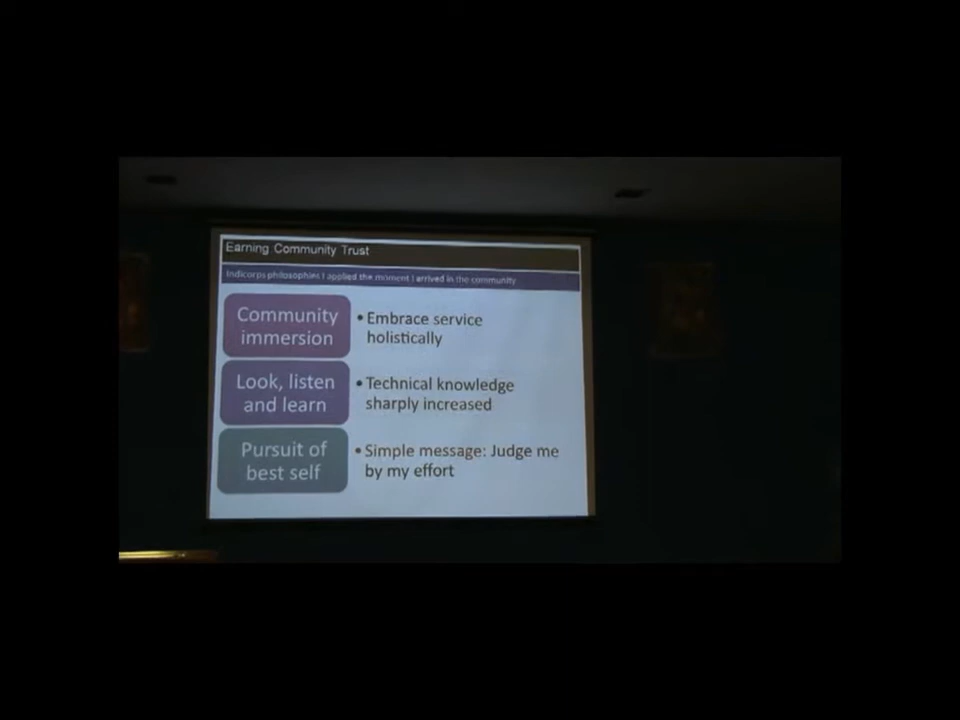 Earning Community Trust
Indicorps philosophies I applied the moment I arrived in the community
Community
immersion
• Embrace service
holistically
Look, listen
and learn
• Technical knowledge
sharply increased
Pursuit of
best self
• Simple message: Judge me
by my effort